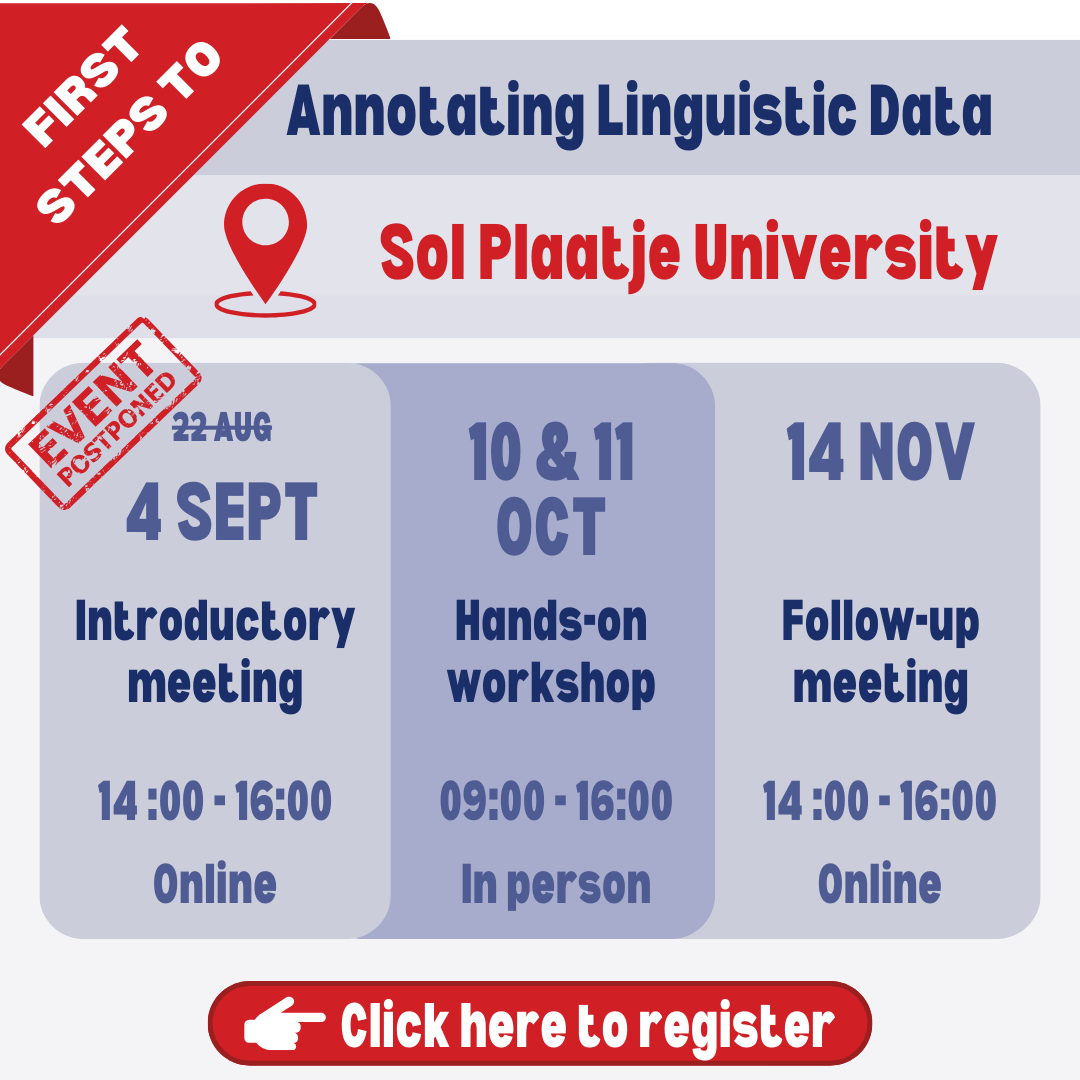 FIRST
STEPS TO
Annotating Linguistic Data
Sol Plaatje University
EVENT
POSTPONED
22 AUG
4 SEPT
Introductory
meeting
14 :00 - 16:00
Online
10 & 11
OCT
Hands-on
workshop
09:00 - 16:00
In person
14 NOV
Follow-up
meeting
14 :00 - 16:00
Online
Click here to register